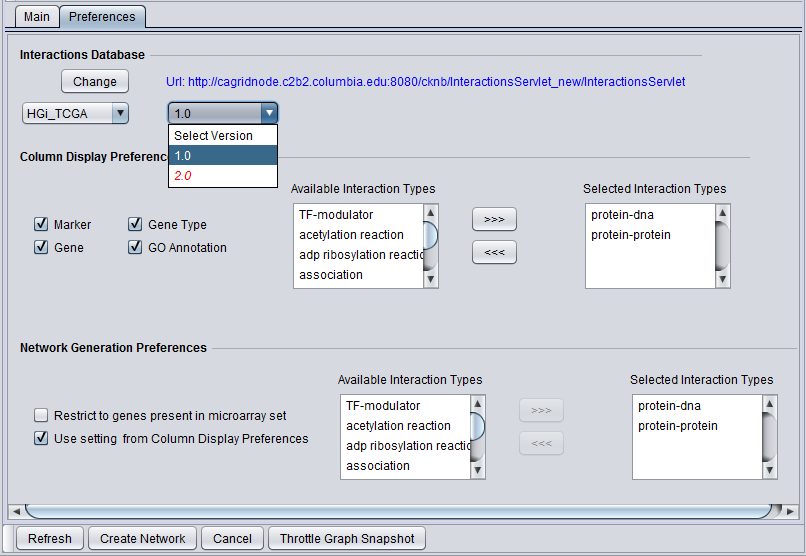 Main Preferences
Interactions Database
Change Url: http://cagridnode.c2b2.columbia.edu:8080/cknb/InteractionsServlet_new/InteractionsServlet
HGi_TCGA 1.0
Select Version
1.0
2.0
Column Display Preferenc
Available Interaction Types Selected Interaction Types
TF-modulator
acetylation reaction
adp ribosylation reactio
association
>>>
<<<
protein-dna
protein-protein
Marker Gene Type
Gene GO Annotation
Network Generation Preferences
Available Interaction Types Selected Interaction Types
Restrict to genes present in microarray set
Use setting from Column Display Preferences
TF-modulator
acetylation reaction
adp ribosylation reactio
association
>>>
<<<
protein-dna
protein-protein
Refresh Create Network Cancel Throttle Graph Snapshot